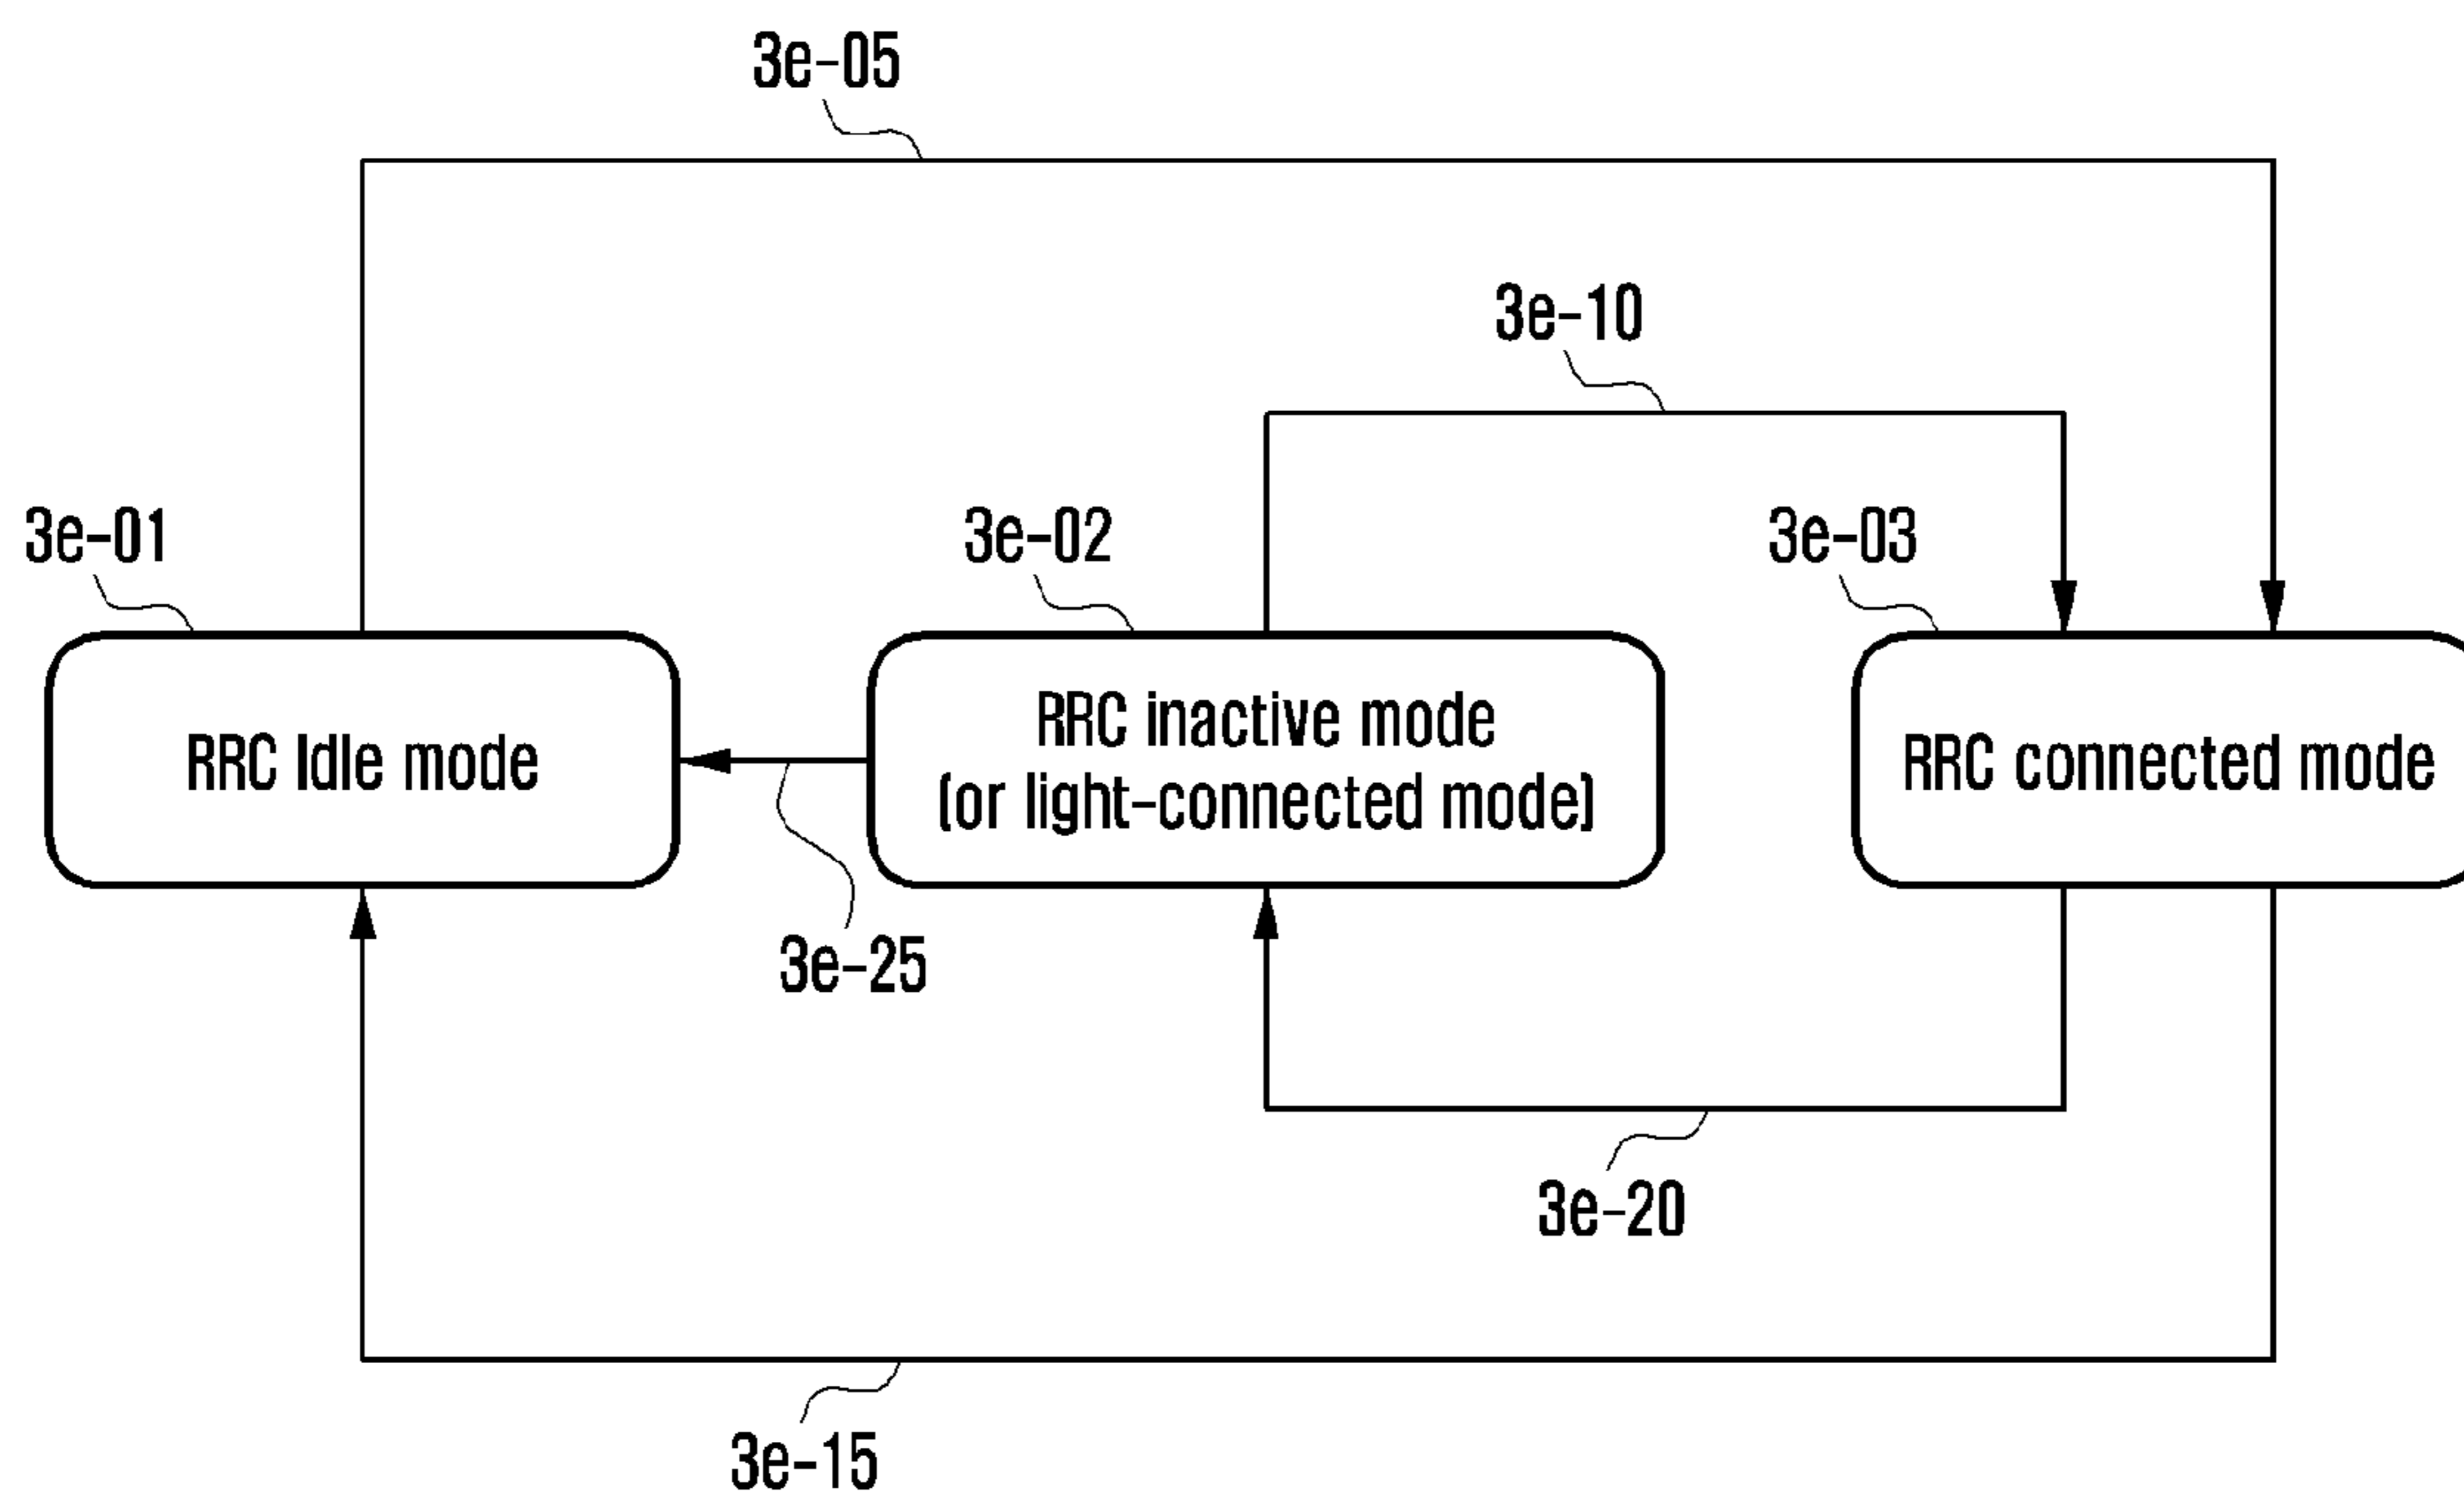 3e-05
3e-10
3e-01
3e-02
3e-03
RRC Idle mode
RRC inactive mode
(or light-connected mode)
RRC connected mode
3e-25
3e-20
3e-15